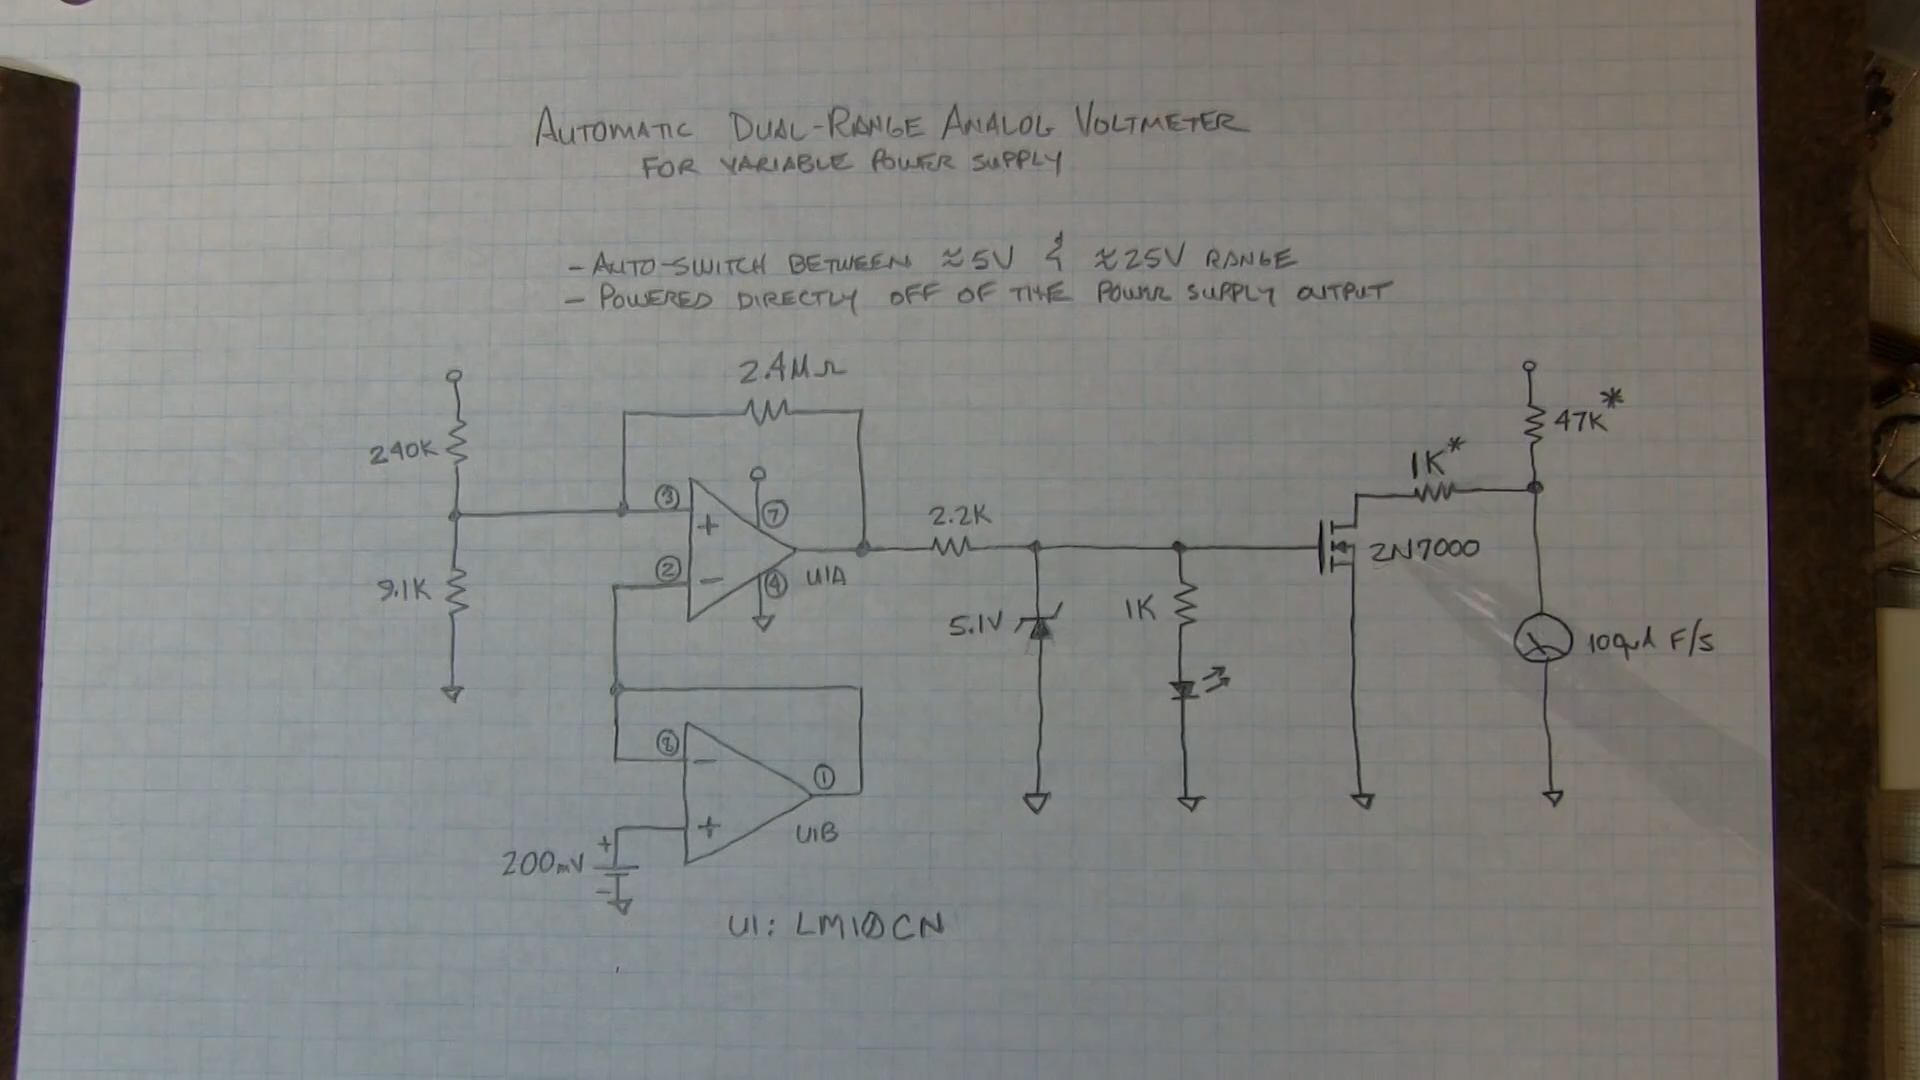 AUTOMATIC DUAL-RANGE ANALOG VOLTMETER
FOR VARIABLE POWER SUPPLY
- AUTO-SWITCH BETWEEN ≈5V & ≈25V RANGE
- POWERED DIRECTLY OFF OF THE POWER SUPPLY OUTPUT
2.4MΩ
240K
47K*
1K*
3
+
7
2.2K
2N7000
2
-
4
U1A
9.1K
5.1V
1K
100µA F/S
8
-
1
+
U1B
+
200mV
-
U1: LM10CN